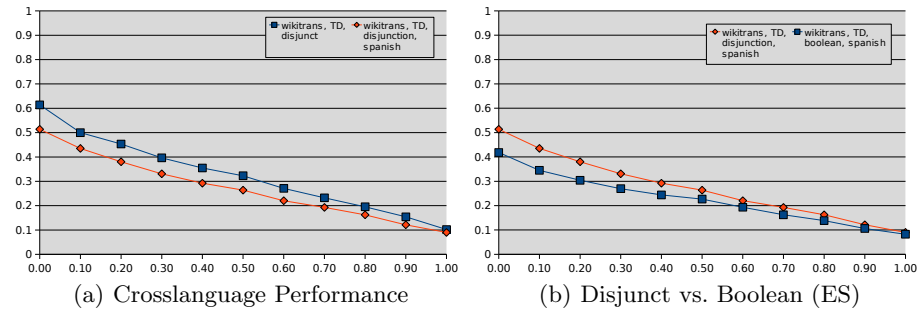 1
0.9
0.8
0.7
0.6
0.5
0.4
0.3
0.2
0.1
0
0.00 0.10 0.20 0.30 0.40 0.50 0.60 0.70 0.80 0.90 1.00
wikitrans, TD,
disjunct
wikitrans, TD,
disjunction,
spanish
(a) Crosslanguage Performance
1
0.9
0.8
0.7
0.6
0.5
0.4
0.3
0.2
0.1
0
0.00 0.10 0.20 0.30 0.40 0.50 0.60 0.70 0.80 0.90 1.00
wikitrans, TD,
disjunction,
spanish
wikitrans, TD,
boolean, spanish
(b) Disjunct vs. Boolean (ES)